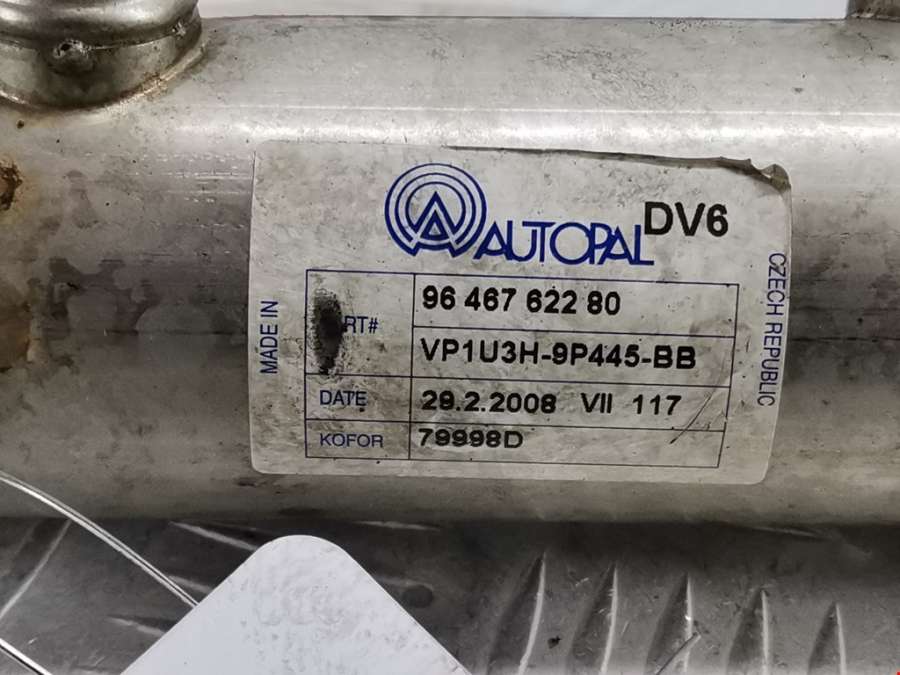 AUTOPAL DV6
MADE IN
CZECH REPUBLIC
RT#
96 467 622 80
VP1U3H-9P445-BB
DATE 29.2.2008 VII 117
KOFOR 79998D